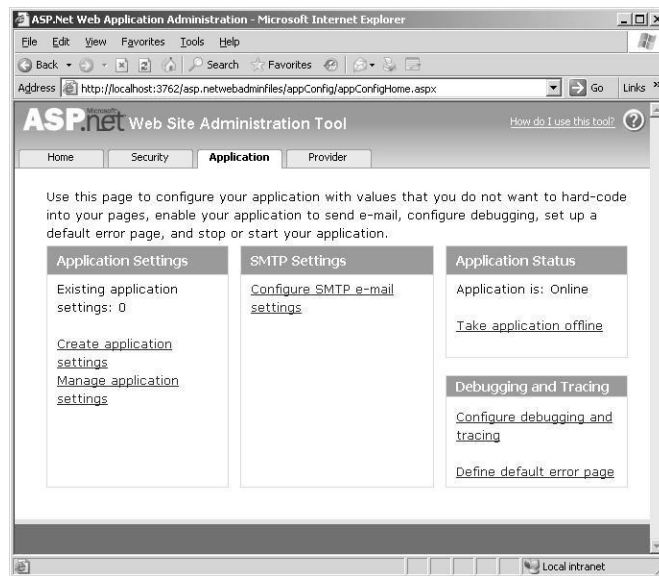 ASP.Net Web Application Administration - Microsoft Internet Explorer
File Edit View Favorites Tools Help
Back Search Favorites
Address http://localhost:3762/asp.netwebadminfiles/appConfig/appConfigHome.aspx Go Links »
Microsoft
ASP.net Web Site Administration Tool How do I use this tool? ?
Home Security Application Provider
Use this page to configure your application with values that you do not want to hard-code
into your pages, enable your application to send e-mail, configure debugging, set up a
default error page, and stop or start your application.
Application Settings
Existing application
settings: 0
Create application
settings
Manage application
settings
SMTP Settings
Configure SMTP e-mail
settings
Application Status
Application is: Online
Take application offline
Debugging and Tracing
Configure debugging and
tracing
Define default error page
Local intranet